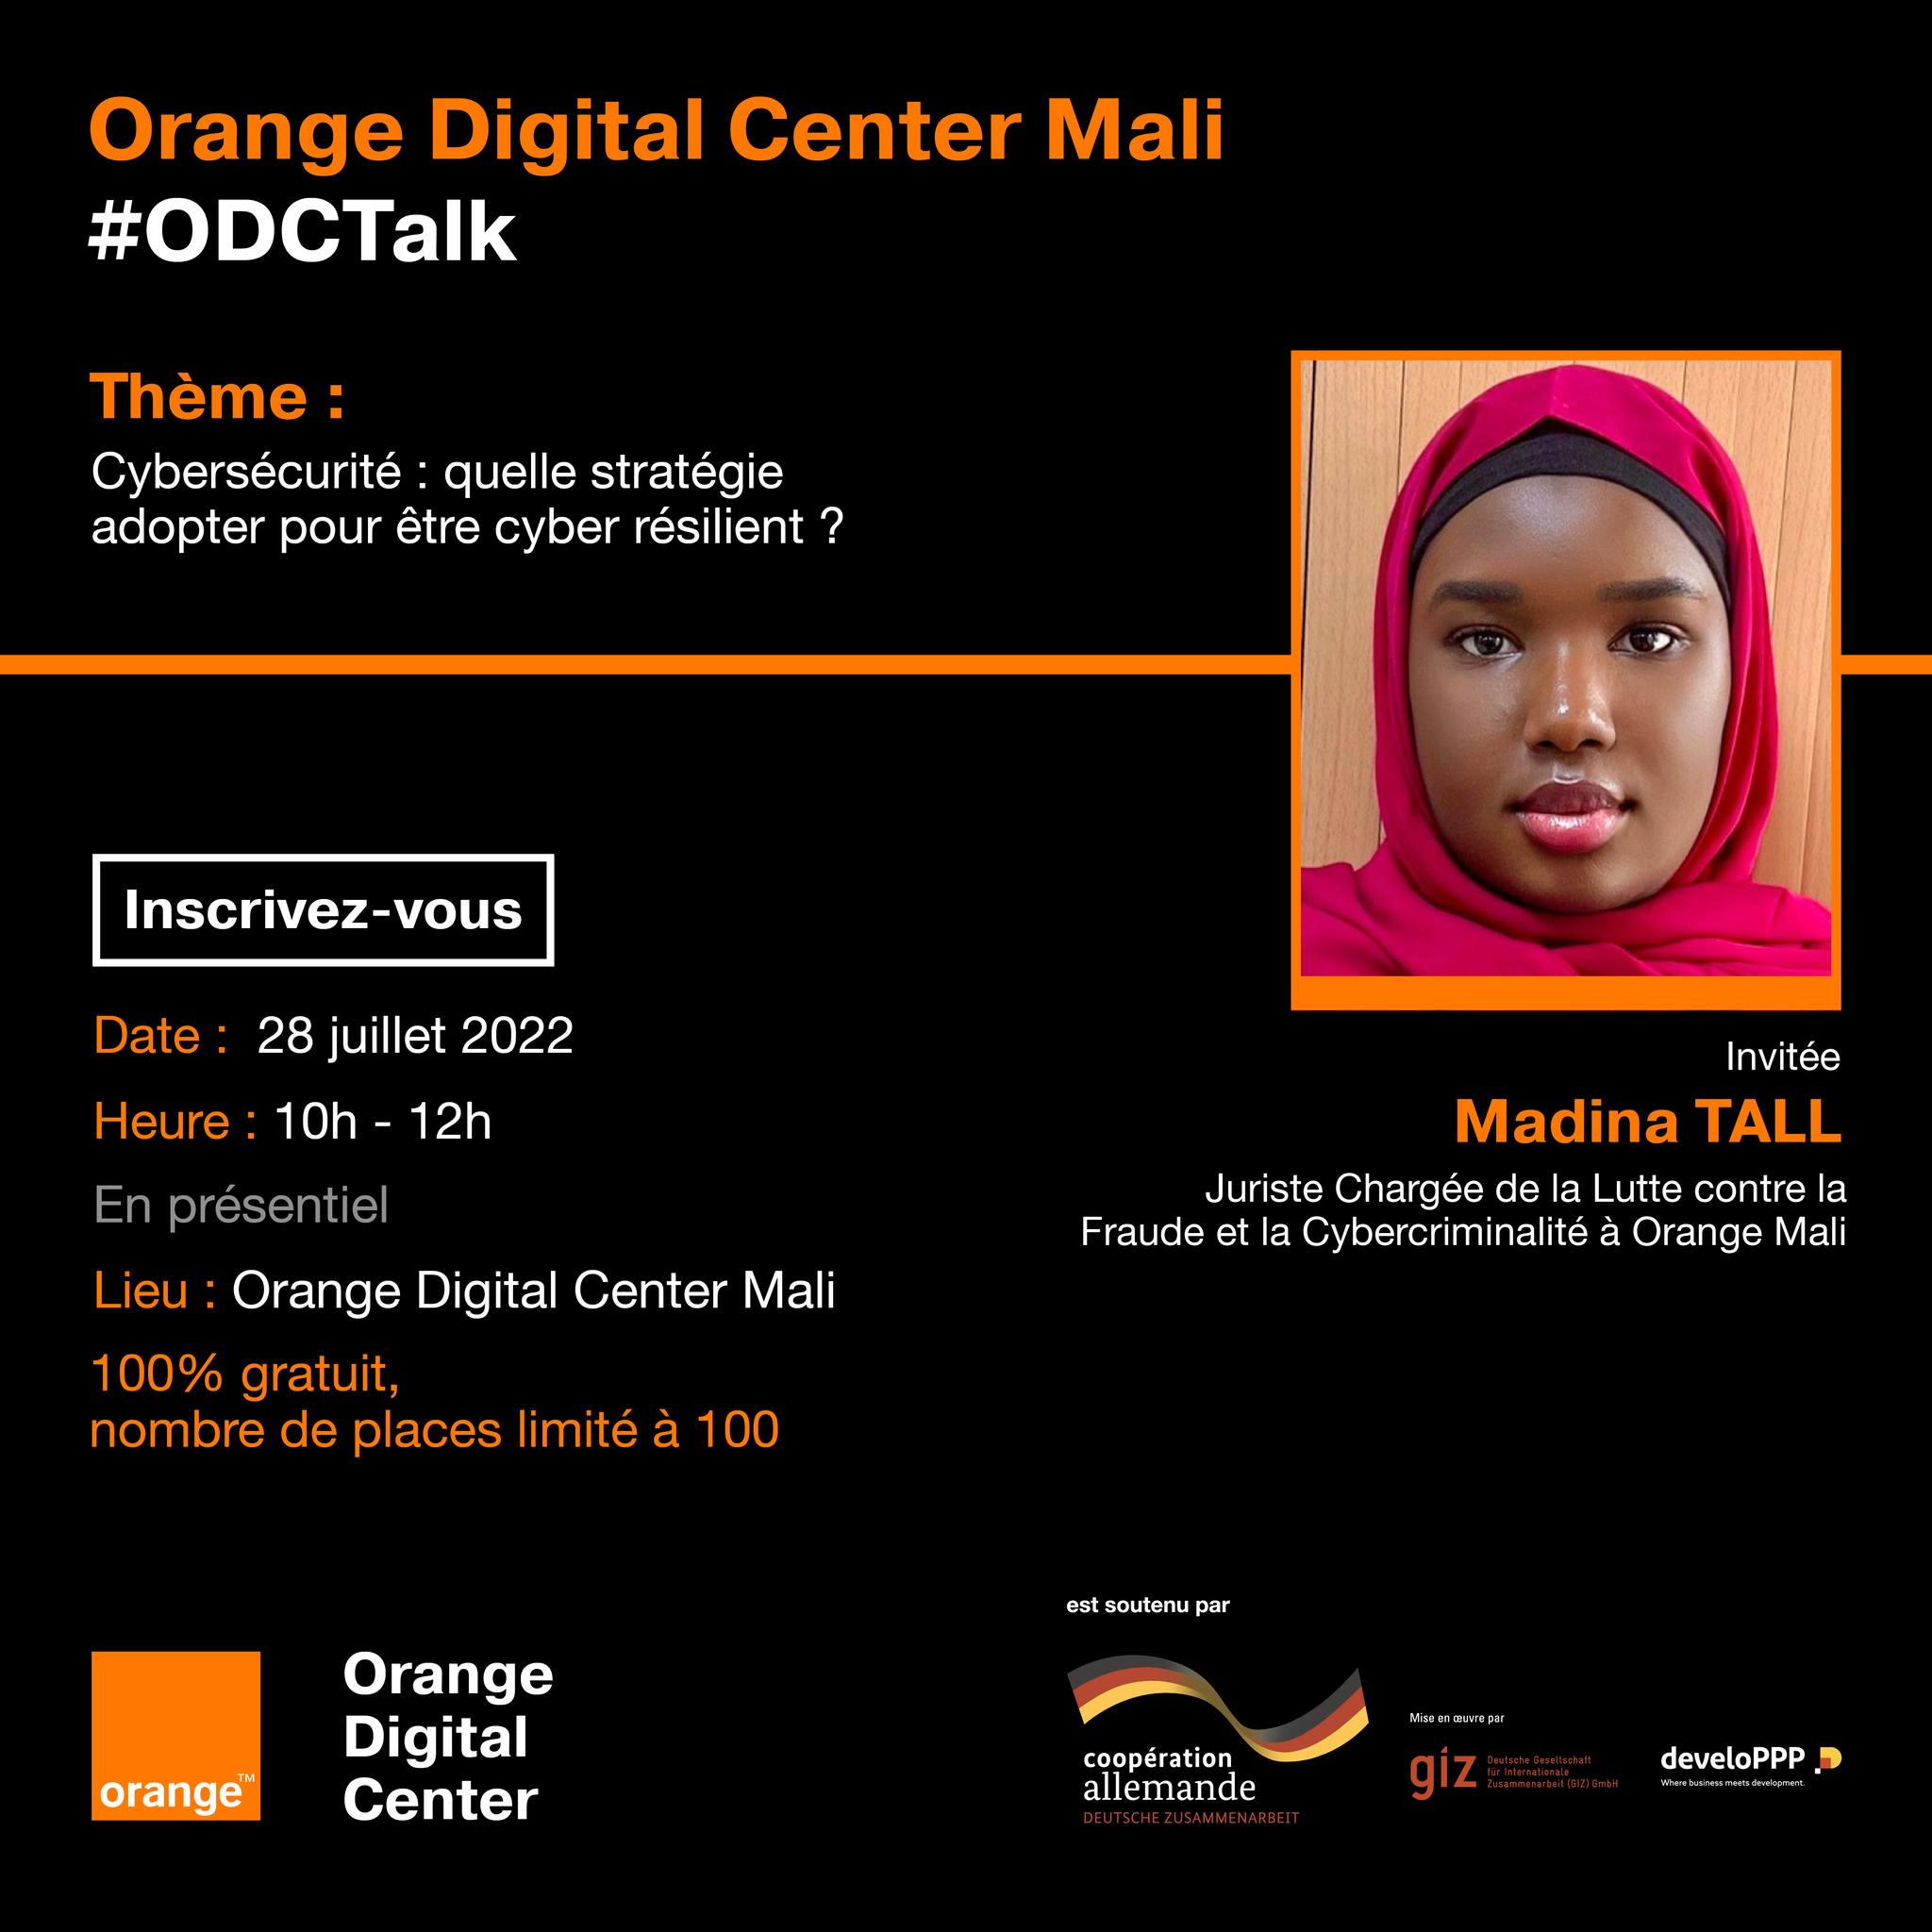 Orange Digital Center Mali
#ODCTalk
Thème :
Cybersécurité : quelle stratégie
adopter pour être cyber résilient ?
Inscrivez-vous
Date : 28 juillet 2022
Heure : 10h - 12h
En présentiel
Lieu : Orange Digital Center Mali
100% gratuit,
nombre de places limité à 100
Invitée
Madina TALL
Juriste Chargée de la Lutte contre la
Fraude et la Cybercriminalité à Orange Mali
orange™
Orange
Digital
Center
est soutenu par
coopération
allemande
DEUTSCHE ZUSAMMENARBEIT
Mise en œuvre par
giz
Deutsche Gesellschaft
für Internationale
Zusammenarbeit (GIZ) GmbH
develoPPP
Where business meets development.